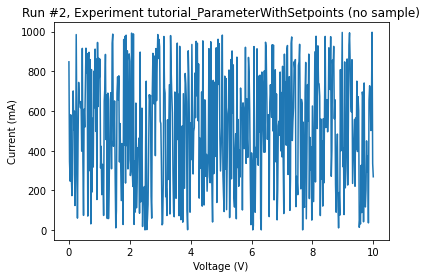 Run #2, Experiment tutorial_ParameterWithSetpoints (no sample)
1000
800
600
400
200
0
Current (mA)
0 2 4 6 8 10
Voltage (V)